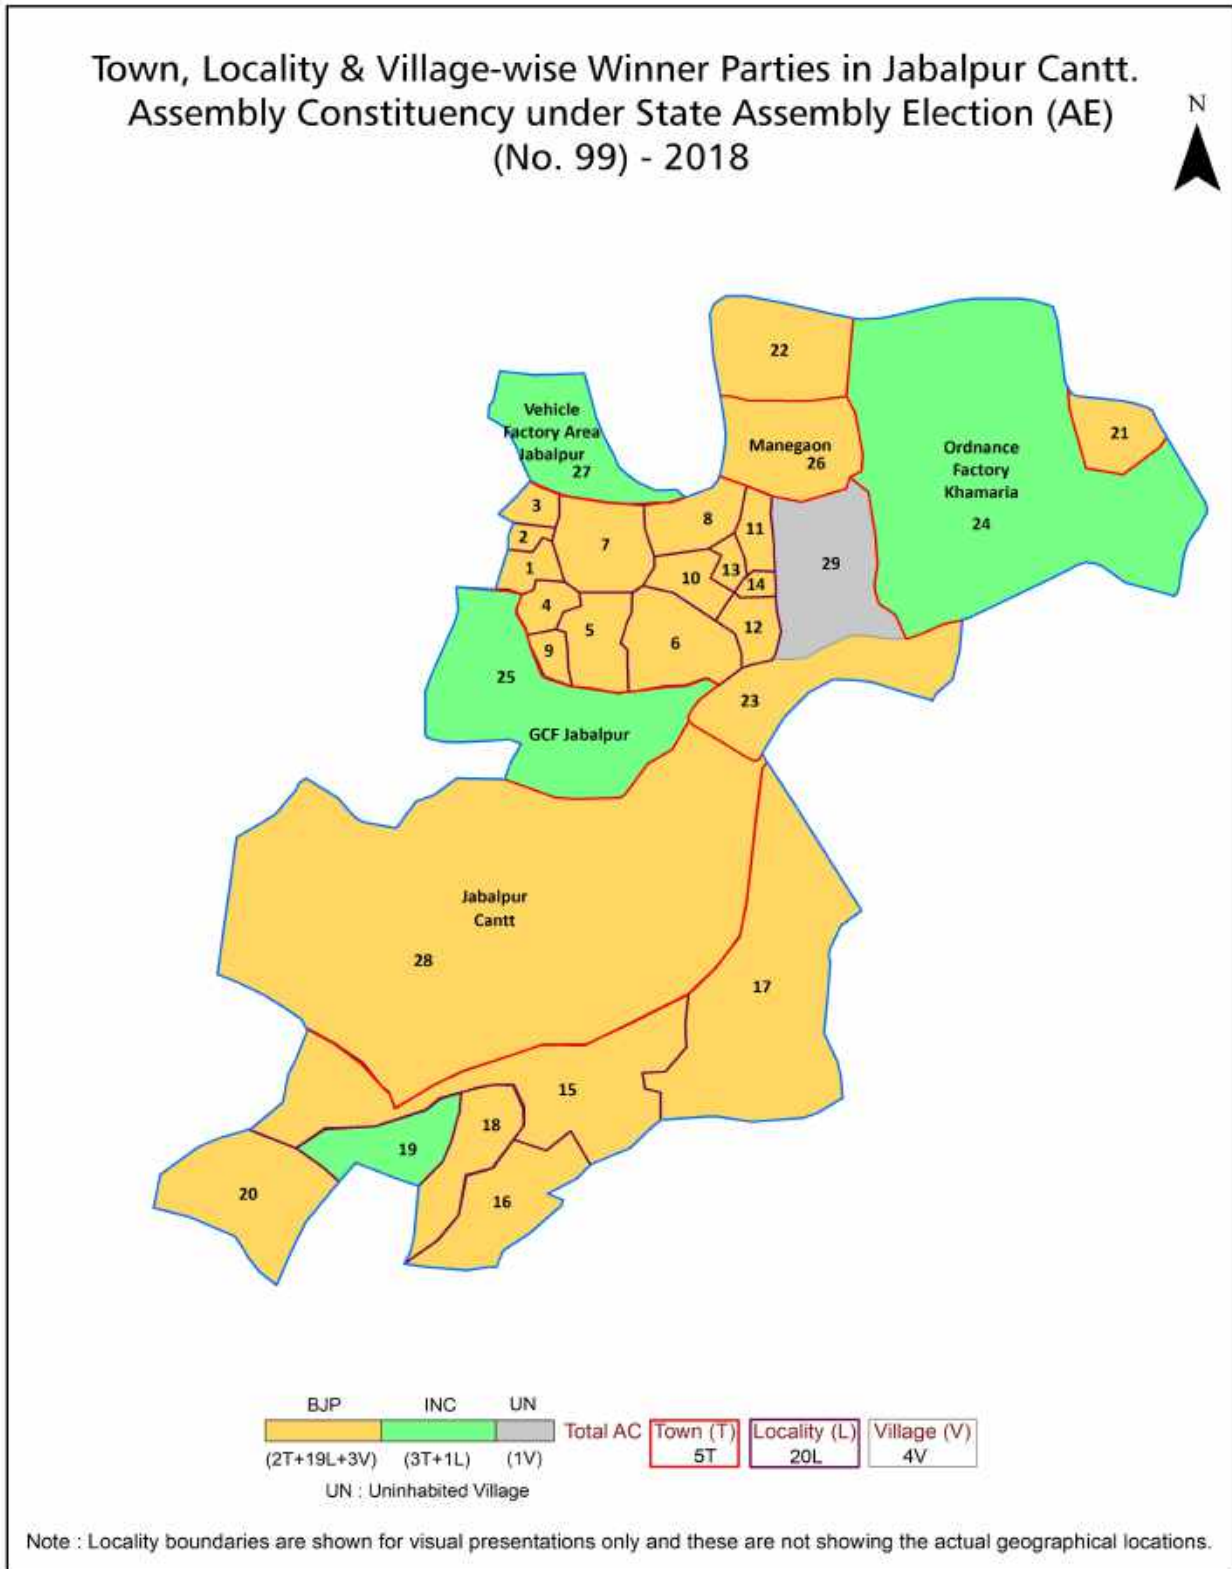 Town, Locality & Village-wise Winner Parties in Jabalpur Cantt.
Assembly Constituency under State Assembly Election (AE)
(No. 99) - 2018
N
22
Vehicle
Factory Area
Jabalpur
27
Manegaon
26
Ordnance
Factory
Khamaria
24
21
3
2
1
7
8
11
10
13
14
29
4
5
6
12
9
25
23
GCF Jabalpur
Jabalpur
Cantt
28
17
15
18
19
20
16
BJP INC UN
Total AC Town (T) Locality (L) Village (V)
5T 20L 4V
(2T+19L+3V) (3T+1L) (1V)
UN : Uninhabited Village
Note : Locality boundaries are shown for visual presentations only and these are not showing the actual geographical locations.